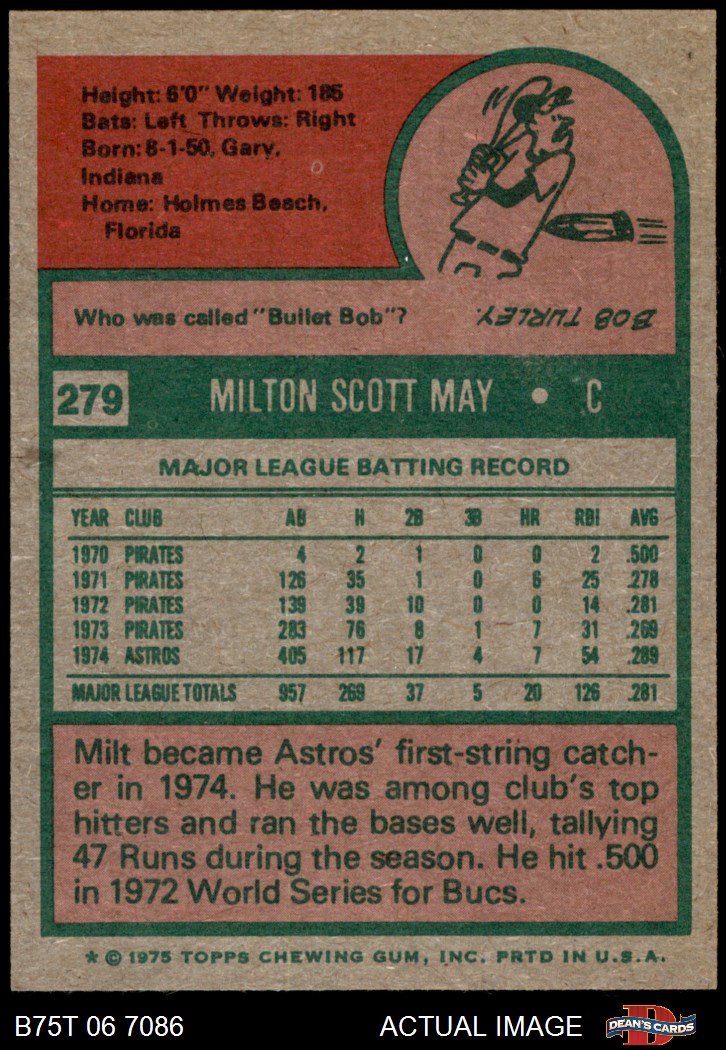 Height: 6'0" Weight: 185
Bats: Left Throws: Right
Born: 8-1-50, Gary,
Indiana
Home: Holmes Beach,
Florida
Who was called "Bullet Bob"?
BOB TURLEY.
279 MILTON SCOTT MAY • C
MAJOR LEAGUE BATTING RECORD
YEAR CLUB AB H 2B 3B HR RBI AVG
1970 PIRATES 4 2 1 0 0 2 .500
1971 PIRATES 126 35 1 0 6 25 .278
1972 PIRATES 139 39 10 0 0 14 .281
1973 PIRATES 283 76 8 1 7 31 .269
1974 ASTROS 405 117 17 4 7 54 .289
MAJOR LEAGUE TOTALS 957 269 37 5 20 126 .281
Milt became Astros' first-string catch-
er in 1974. He was among club's top
hitters and ran the bases well, tallying
47 Runs during the season. He hit .500
in 1972 World Series for Bucs.
* © 1975 TOPPS CHEWING GUM, INC. PRTD IN U.S.A.
B75T 06 7086 ACTUAL IMAGE D DEAN'S CARDS